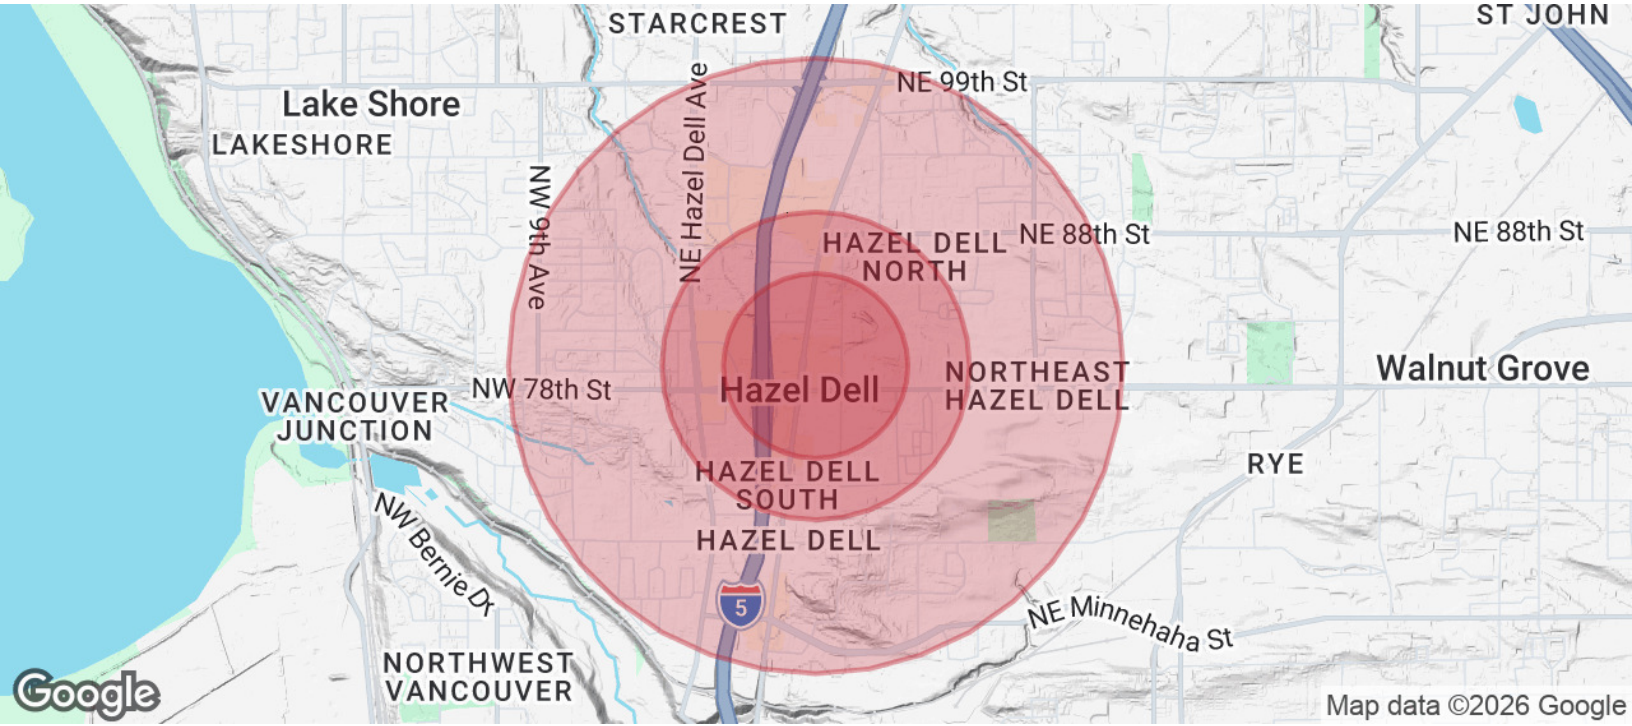 STARCREST
ST JOHN
NE 99th St
Lake Shore
LAKESHORE
NE Hazel Dell Ave
NW 9th Ave
HAZEL DELL
NORTH
NE 88th St
NE 88th St
Walnut Grove
NORTHEAST
HAZEL DELL
Hazel Dell
NW 78th St
VANCOUVER
JUNCTION
RYE
HAZEL DELL
SOUTH
HAZEL DELL
NW Bernie Dr
5
NE Minnehaha St
NORTHWEST
VANCOUVER
Google
Map data ©2026 Google